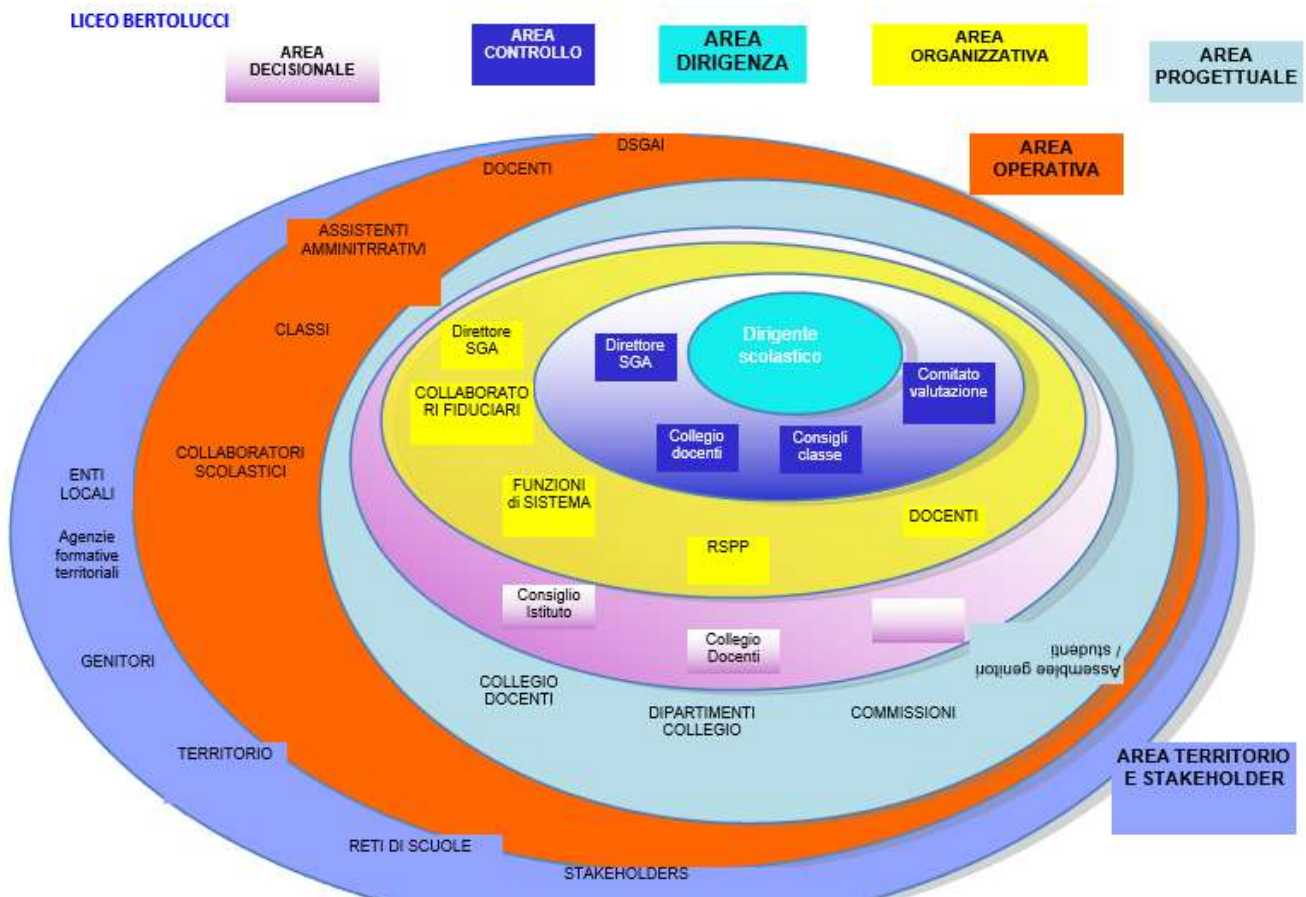 LICEO BERTOLUCCI
AREA
DECISIONALE
AREA
CONTROLLO
AREA
DIRIGENZA
AREA
ORGANIZZATIVA
AREA
PROGETTUALE
AREA
OPERATIVA
DSGAI
DOCENTI
ASSISTENTI
AMMINITRRATIVI
CLASSI
COLLABORATORI
SCOLASTICI
Direttore
SGA
COLLABORATO
RI FIDUCIARI
FUNZIONI
di SISTEMA
RSPP
DOCENTI
Direttore
SGA
Dirigente
scolastico
Comitato
valutazione
Collegio
docenti
Consigli
classe
Consiglio
Istituto
Collegio
Docenti
Assemblee genitori
/ studenti
COLLEGIO
DOCENTI
DIPARTIMENTI
COLLEGIO
COMMISSIONI
ENTI
LOCALI
Agenzie
formative
territoriali
GENITORI
TERRITORIO
RETI DI SCUOLE
STAKEHOLDERS
AREA TERRITORIO
E STAKEHOLDER